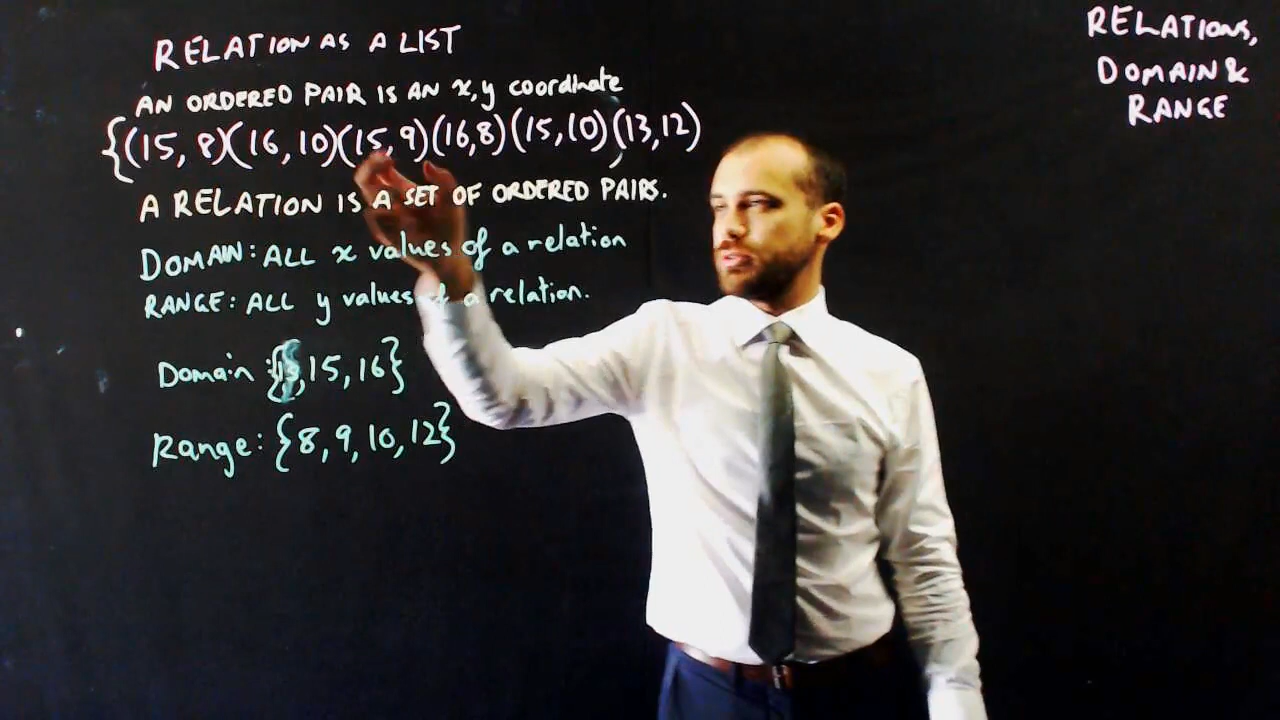 RELATION AS A LIST
AN ORDERED PAIR IS AN x, y coordinate
{(15, 8)(16, 10)(15, 9)(16,8)(15,10),(13,12)
A RELATION IS A SET OF ORDERED PAIRS.
DOMAIN: ALL x values of a relation
RANGE: ALL y values of a relation.
Domain :{13,15,16}
Range: {8, 9, 10, 12}
RELATIONS,
DOMAIN &
RANGE